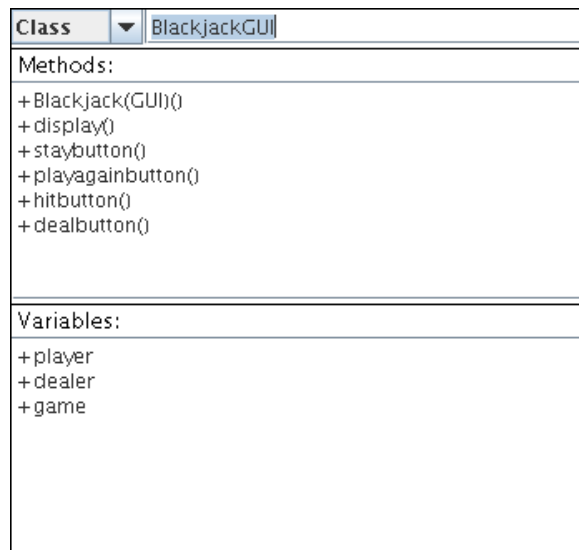 Class BlackjackGUI
Methods:
+Blackjack(GUI)()
+display()
+staybutton()
+playagainbutton()
+hitbutton()
+dealbutton()
Variables:
+player
+dealer
+game